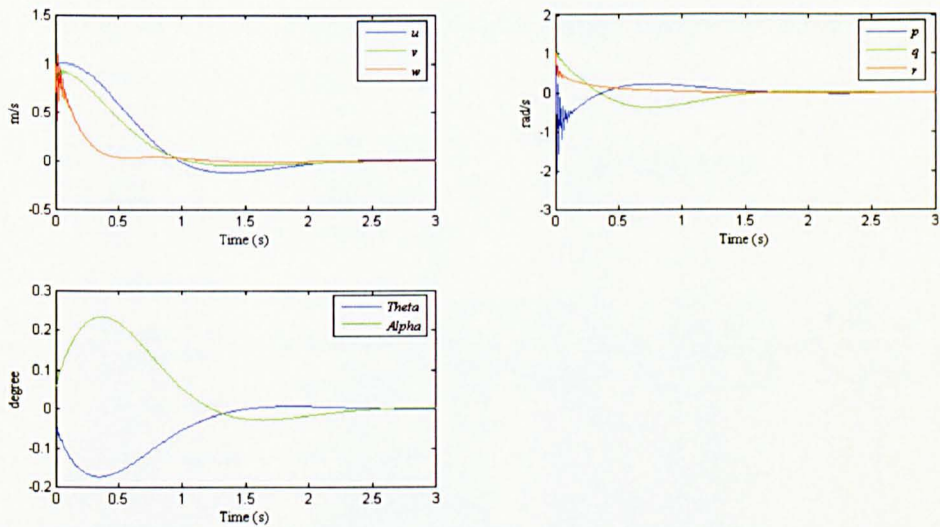 1.5
1
0.5
0
-0.5
m/s
0 0.5 1 1.5 2 2.5 3
Time (s)
u
v
w
2
1
0
-1
-2
-3
rad/s
0 0.5 1 1.5 2 2.5 3
Time (s)
p
q
r
0.3
0.2
0.1
0
-0.1
-0.2
degree
0 0.5 1 1.5 2 2.5 3
Time (s)
Theta
Alpha